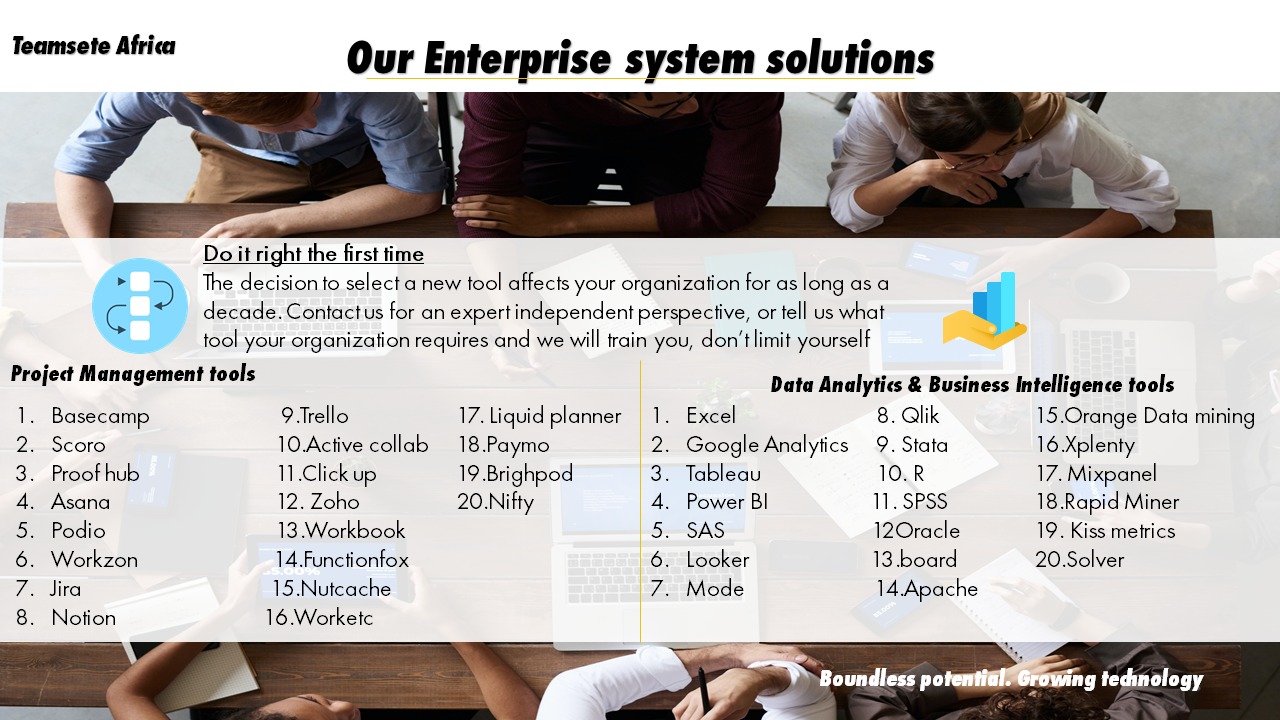 Teamsete Africa
Our Enterprise system solutions
Do it right the first time
The decision to select a new tool affects your organization for as long as a
decade. Contact us for an expert independent perspective, or tell us what
tool your organization requires and we will train you, don’t limit yourself
Project Management tools
1. Basecamp
2. Scoro
3. Proof hub
4. Asana
5. Podio
6. Workzon
7. Jira
8. Notion
9.Trello
10.Active collab
11.Click up
12. Zoho
13.Workbook
14.Functionfox
15.Nutcache
16.Worketc
17. Liquid planner
18.Paymo
19.Brighpod
20.Nifty
Data Analytics & Business Intelligence tools
1. Excel
2. Google Analytics
3. Tableau
4. Power BI
5. SAS
6. Looker
7. Mode
8. Qlik
9. Stata
10. R
11. SPSS
12Oracle
13.board
14.Apache
15.Orange Data mining
16.Xplenty
17. Mixpanel
18.Rapid Miner
19. Kiss metrics
20.Solver
Boundless potential. Growing technology